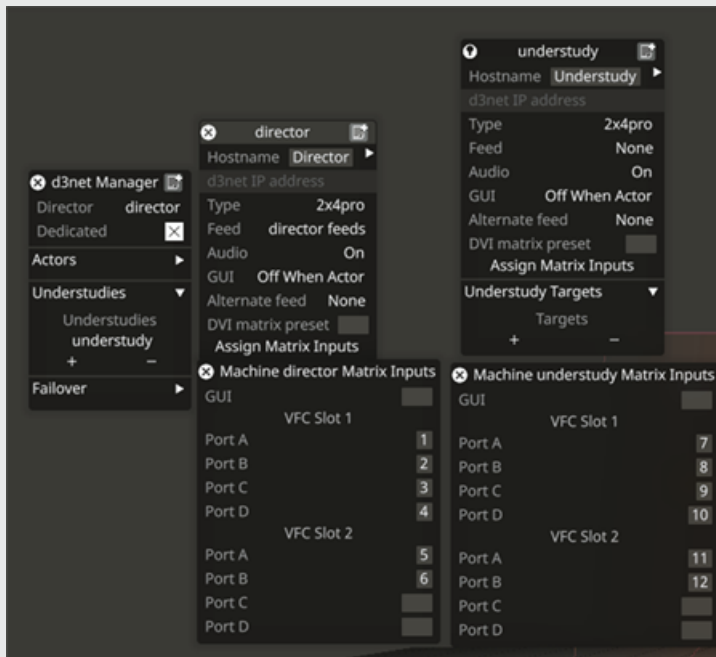 d3net Manager
Director director
Dedicated
Actors
Understudies
Understudies
understudy
+ −
Failover
director
Hostname Director
d3net IP address
Type 2x4pro
Feed director feeds
Audio On
GUI Off When Actor
Alternate feed None
DVI matrix preset
Assign Matrix Inputs
Machine director Matrix Inputs
GUI
VFC Slot 1
Port A 1
Port B 2
Port C 3
Port D 4
VFC Slot 2
Port A 5
Port B 6
Port C
Port D
understudy
Hostname Understudy
d3net IP address
Type 2x4pro
Feed None
Audio On
GUI Off When Actor
Alternate feed None
DVI matrix preset
Assign Matrix Inputs
Understudy Targets
Targets
+ −
Machine understudy Matrix Inputs
GUI
VFC Slot 1
Port A 7
Port B 8
Port C 9
Port D 10
VFC Slot 2
Port A 11
Port B 12
Port C
Port D